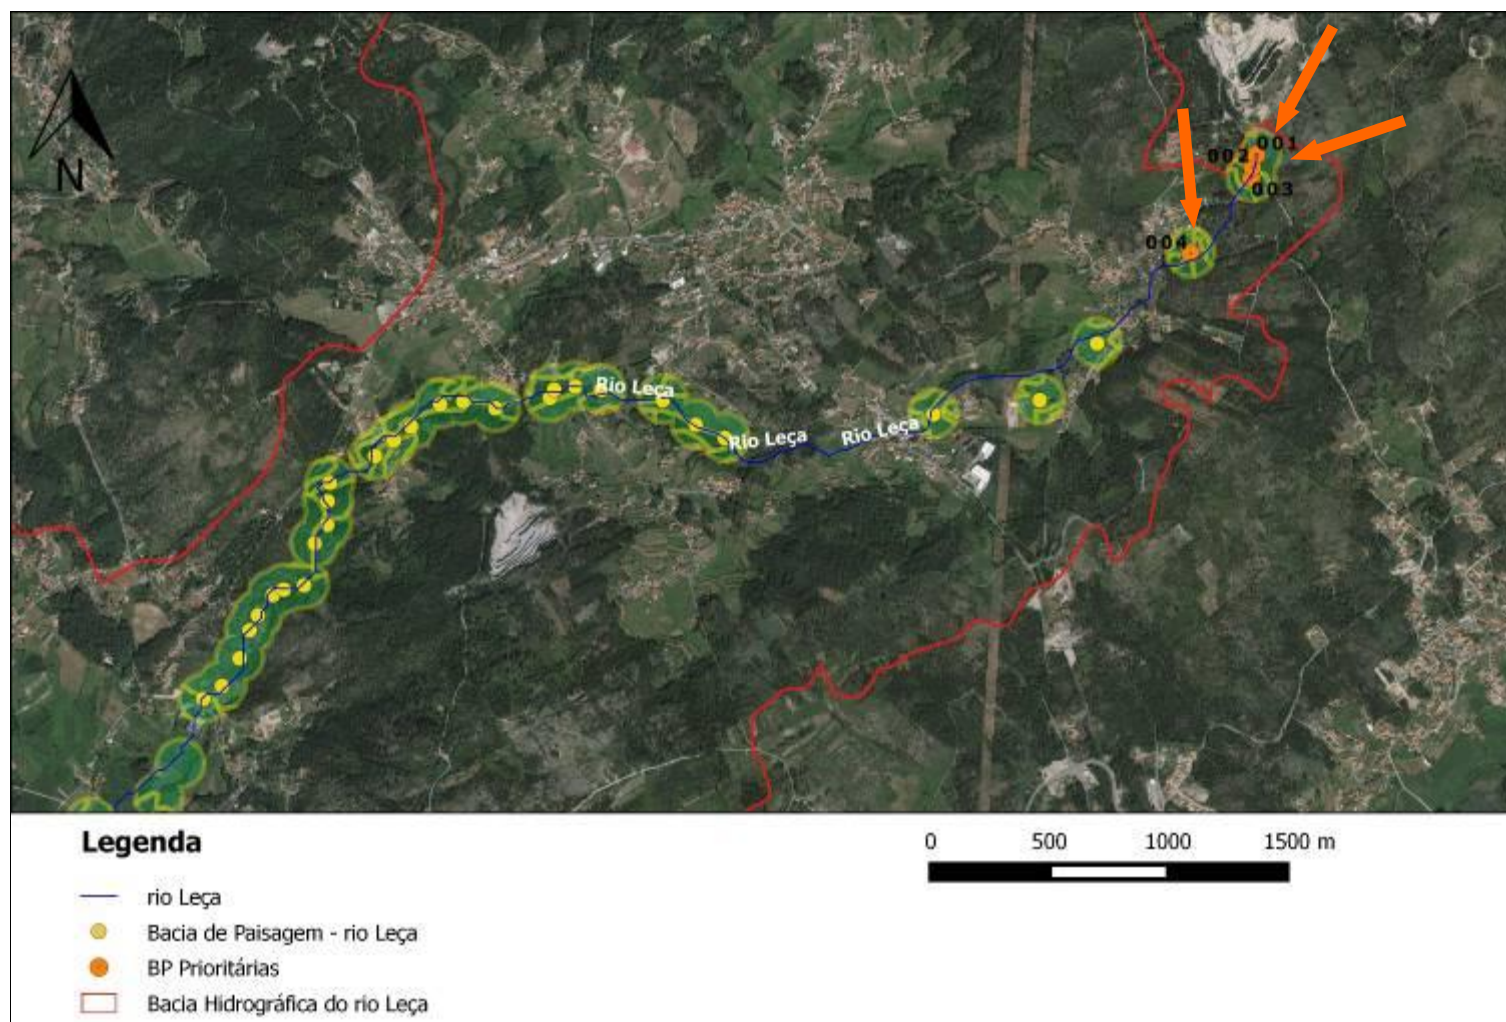 001
002
003
004
N
Rio Leça
Rio Leça
Rio Leça
Legenda
0 500 1000 1500 m
rio Leça
Bacia de Paisagem - rio Leça
BP Prioritárias
Bacia Hidrográfica do rio Leça